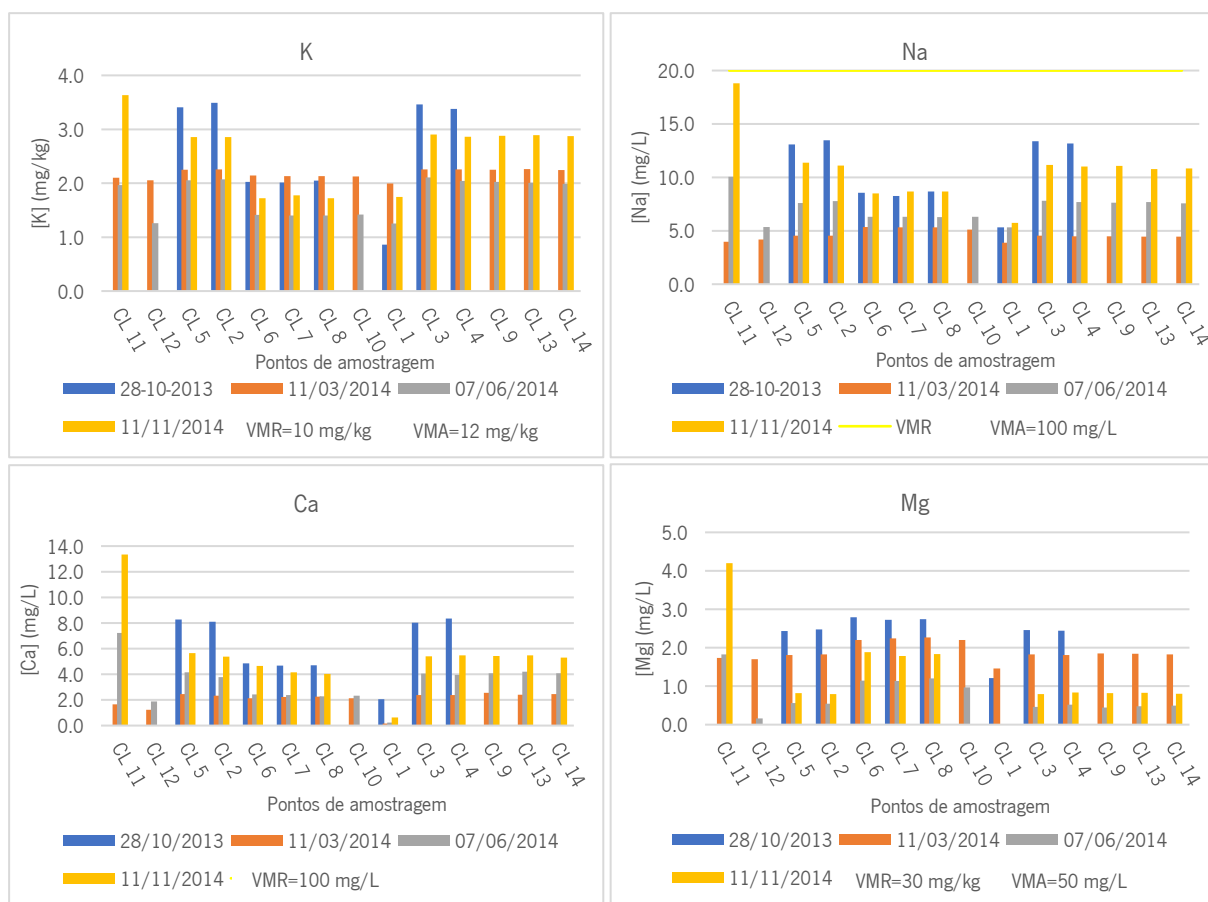 K
4.0
3.0
2.0
1.0
0.0
[K] (mg/kg)
CL 11
CL 12
CL 5
CL 2
CL 6
CL 7
CL 8
CL 10
CL 1
CL 3
CL 4
CL 9
CL 13
CL 14
Pontos de amostragem
28-10-2013 11/03/2014 07/06/2014
11/11/2014 VMR=10 mg/kg VMA=12 mg/kg
Na
20.0
15.0
10.0
5.0
0.0
[Na] (mg/L)
CL 11
CL 12
CL 5
CL 2
CL 6
CL 7
CL 8
CL 10
CL 1
CL 3
CL 4
CL 9
CL 13
CL 14
Pontos de amostragem
28-10-2013 11/03/2014 07/06/2014
11/11/2014 VMR VMA=100 mg/L
Ca
14.0
12.0
10.0
8.0
6.0
4.0
2.0
0.0
[Ca] (mg/L)
CL 11
CL 12
CL 5
CL 2
CL 6
CL 7
CL 8
CL 10
CL 1
CL 3
CL 4
CL 9
CL 13
CL 14
Pontos de amostragem
28/10/2013 11/03/2014 07/06/2014
11/11/2014 VMR=100 mg/L
Mg
5.0
4.0
3.0
2.0
1.0
0.0
[Mg] (mg/L)
CL 11
CL 12
CL 5
CL 2
CL 6
CL 7
CL 8
CL 10
CL 1
CL 3
CL 4
CL 9
CL 13
CL 14
Pontos de amostragem
28/10/2013 11/03/2014 07/06/2014
11/11/2014 VMR=30 mg/kg VMA=50 mg/L